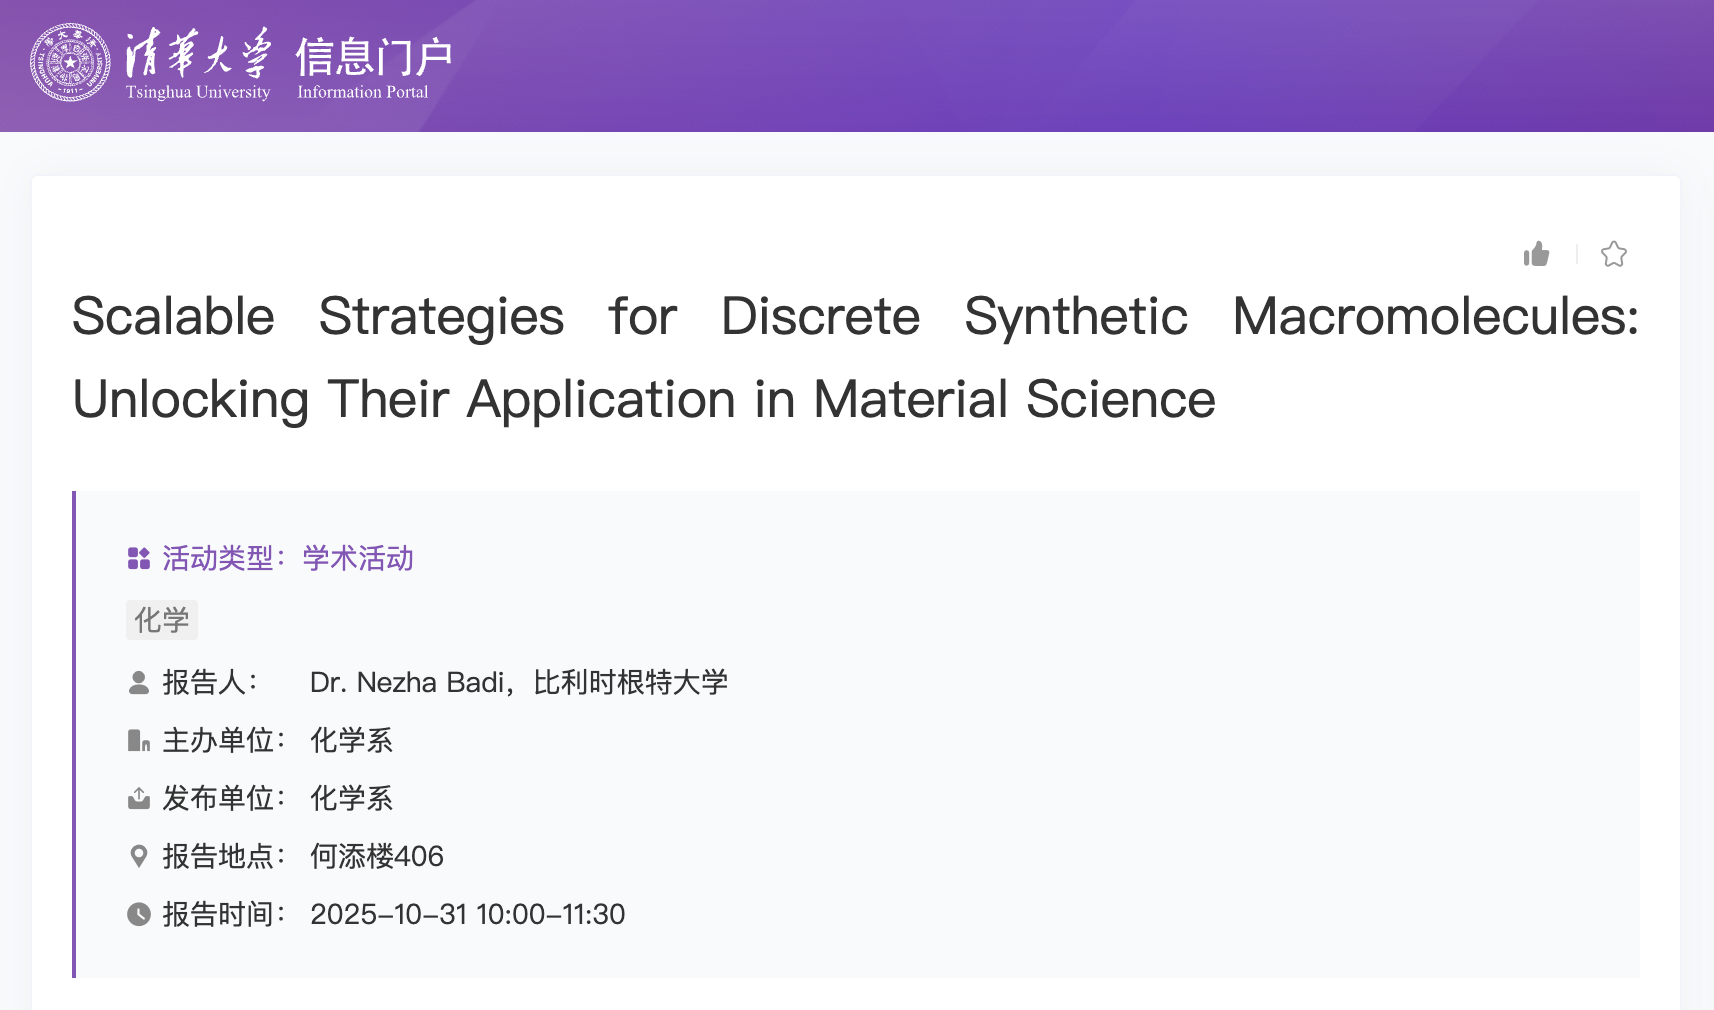 清華大学 信息门户
Tsinghua University Information Portal
Scalable Strategies for Discrete Synthetic Macromolecules:
Unlocking Their Application in Material Science
活动类型：学术活动
化学
报告人： Dr. Nezha Badi，比利时根特大学
主办单位： 化学系
发布单位： 化学系
报告地点： 何添楼406
报告时间： 2025-10-31 10:00-11:30